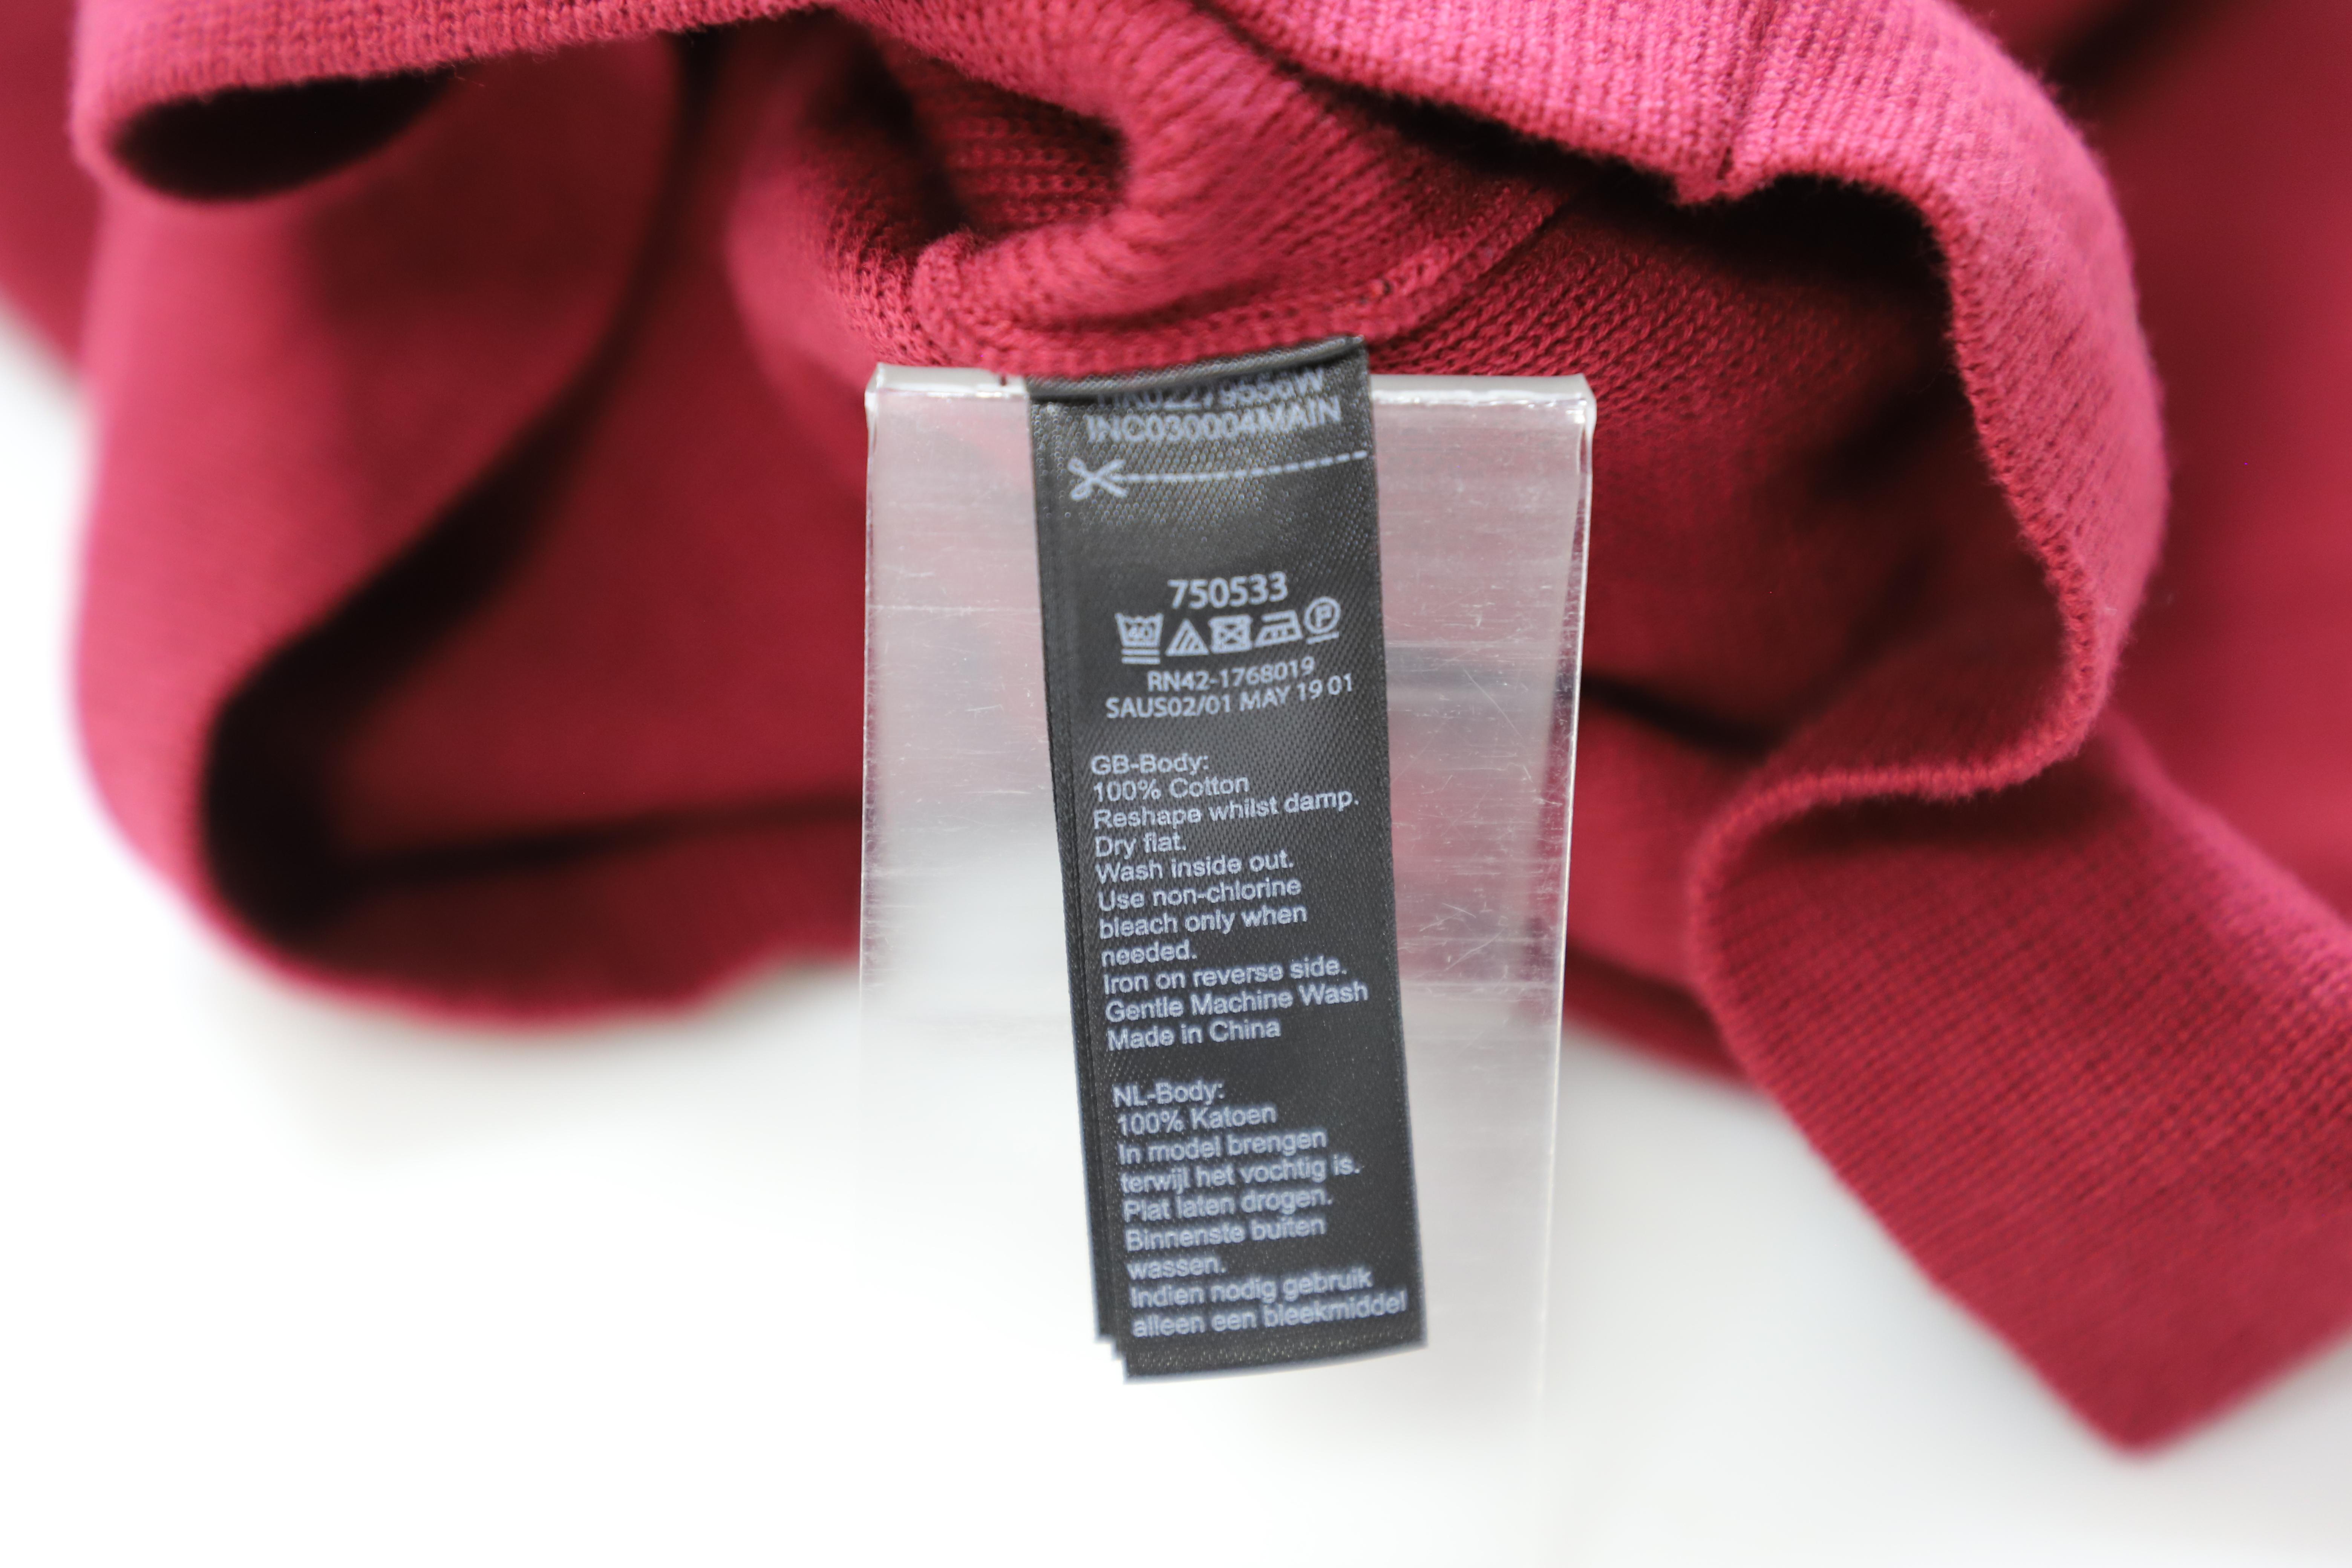 INC030004MAIN
750533
40 P
RN42-1768019
SAUS02/01 MAY 19 01
GB-Body:
100% Cotton
Reshape whilst damp.
Dry flat.
Wash inside out.
Use non-chlorine
bleach only when
needed.
Iron on reverse side.
Gentle Machine Wash
Made in China
NL-Body:
100% Katoen
In model brengen
terwijl het vochtig is.
Plat laten drogen.
Binnenste buiten
wassen.
Indien nodig gebruik
alleen een bleekmiddel